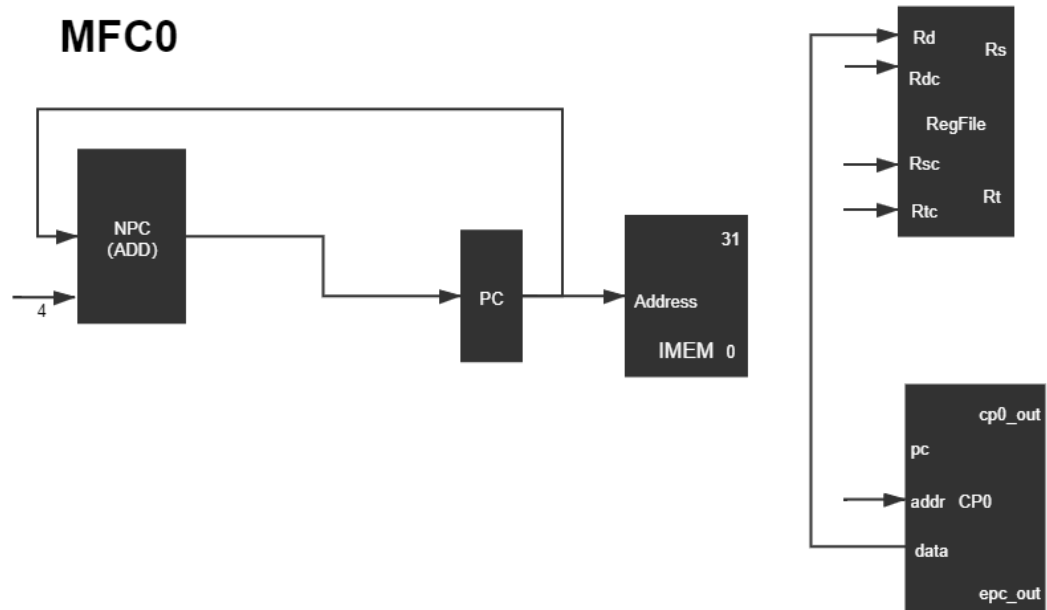 MFC0
NPC
(ADD)
4
PC
31
Address
IMEM 0
Rd
Rs
Rdc
RegFile
Rsc
Rt
Rtc
cp0_out
pc
addr CP0
data
epc_out